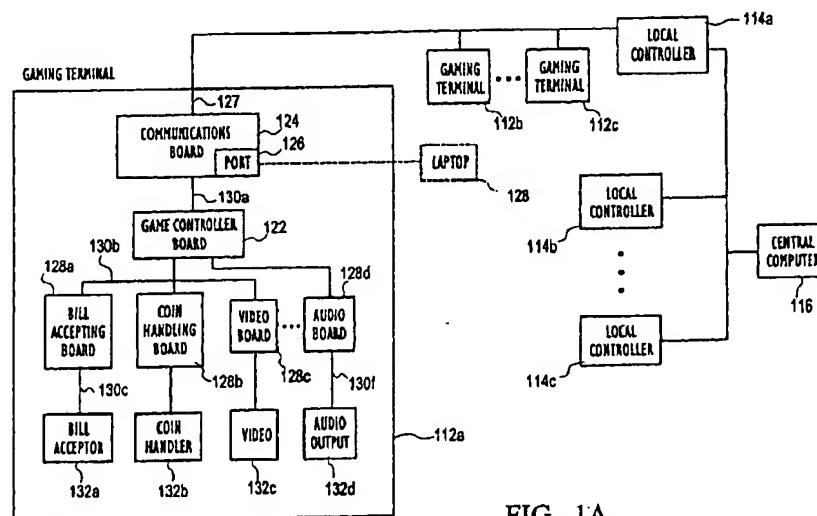 114a
LOCAL
CONTROLLER
GAMING
TERMINAL
GAMING
TERMINAL
112b
112c
GAMING TERMINAL
127
124
COMMUNICATIONS
BOARD
126
PORT
LAPTOP
128
130a
GAME CONTROLLER
BOARD
122
LOCAL
CONTROLLER
114b
CENTRAL
COMPUTER
116
130b
128a
128d
BILL
ACCEPTING
BOARD
COIN
HANDLING
BOARD
VIDEO
BOARD
AUDIO
BOARD
128b
128c
LOCAL
CONTROLLER
114c
130c
130f
BILL
ACCEPTOR
COIN
HANDLER
VIDEO
AUDIO
OUTPUT
112a
132a
132b
132c
132d
FIG. 1A